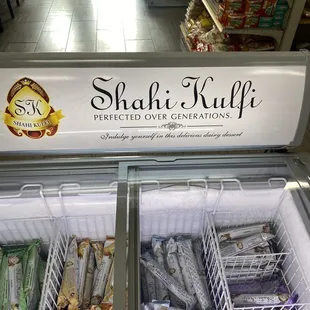 SK
SHAHI KULFI
Shahi Kulfi
PERFECTED OVER GENERATIONS.
Indulge yourself in this delicious dairy dessert